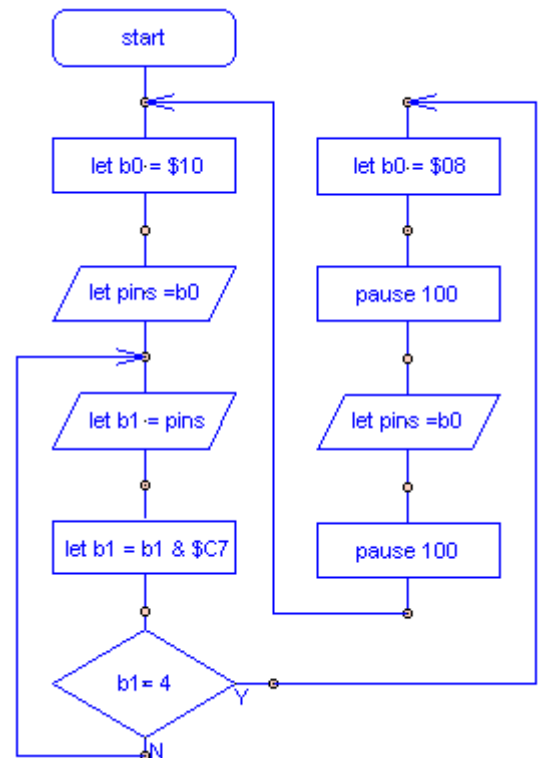 start
let b0 = $10
let pins =b0
let b1 = pins
let b1 = b1 & $C7
b1= 4
Y
N
let b0 = $08
pause 100
let pins =b0
pause 100